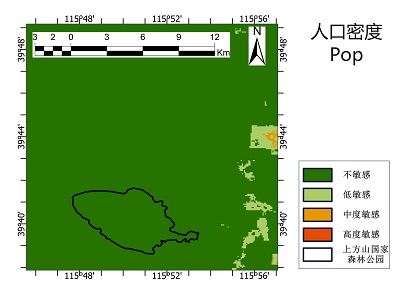 115°48′ 115°52′ 115°56′
3 2 0 3 6 9 12
Km
N
39°48′ 39°48′
39°44′ 39°44′
39°40′ 39°40′
115°48′ 115°52′ 115°56′
人口密度
Pop
不敏感
低敏感
中度敏感
高度敏感
上方山国家
森林公园